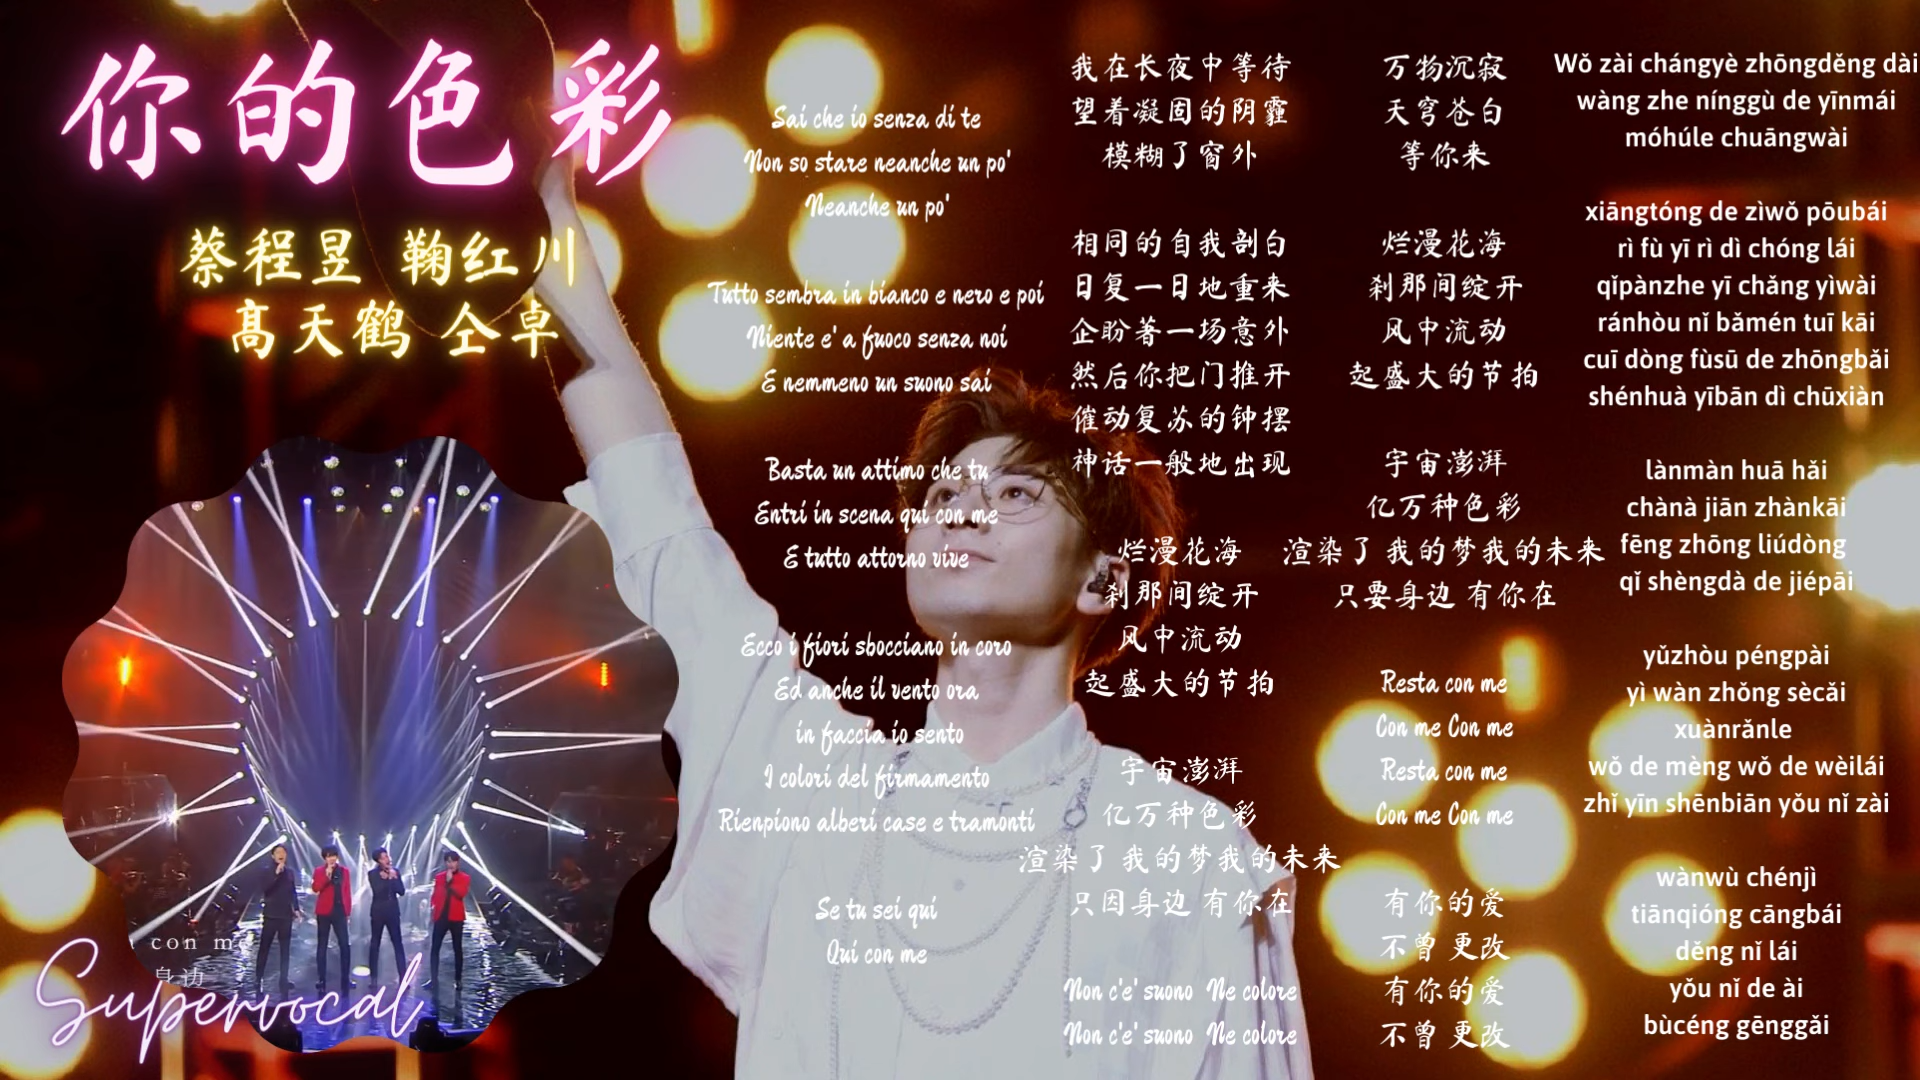 你的色彩
蔡程昱 鞠红川
高天鹤 仝卓
con me
身边
Supervocal
Sai che io senza di te
Non so stare neanche un po'
Neanche un po'
Tutto sembra in bianco e nero e poi
Niente e' a fuoco senza noi
E nemmeno un suono sai
Basta un attimo che tu
Entri in scena qui con me
E tutto attorno vive
Ecco i fiori sbocciano in coro
Ed anche il vento ora
in faccia io sento
I colori del firmamento
Rienpiono alberi case e tramonti
Se tu sei qui
Qui con me
我在长夜中等待
望着凝固的阴霾
模糊了窗外
相同的自我剖白
日复一日地重来
企盼著一场意外
然后你把门推开
催动复苏的钟摆
神话一般地出现
烂漫花海
刹那间绽开
风中流动
起盛大的节拍
宇宙澎湃
亿万种色彩
渲染了 我的梦我的未来
只因身边 有你在
Non c'e' suono Ne colore
Non c'e' suono Ne colore
万物沉寂
天穹苍白
等你来
烂漫花海
刹那间绽开
风中流动
起盛大的节拍
宇宙澎湃
亿万种色彩
渲染了 我的梦我的未来
只要身边 有你在
Resta con me
Con me Con me
Resta con me
Con me Con me
有你的爱
不曾 更改
有你的爱
不曾 更改
Wǒ zài chángyè zhōngděng dài
wàng zhe nínggù de yīnmái
móhúle chuāngwài
xiāngtóng de zìwǒ pōubái
rì fù yī rì dì chóng lái
qǐpànzhe yī chǎng yìwài
ránhòu nǐ bǎmén tuī kāi
cuī dòng fùsū de zhōngbǎi
shénhuà yībān dì chūxiàn
lànmàn huā hǎi
chànà jiān zhànkāi
fēng zhōng liúdòng
qǐ shèngdà de jiépāi
yǔzhòu péngpài
yì wàn zhǒng sècǎi
xuànrǎnle
wǒ de mèng wǒ de wèilái
zhǐ yīn shēnbiān yǒu nǐ zài
wànwù chénjì
tiānqióng cāngbái
děng nǐ lái
yǒu nǐ de ài
bùcéng gēnggǎi